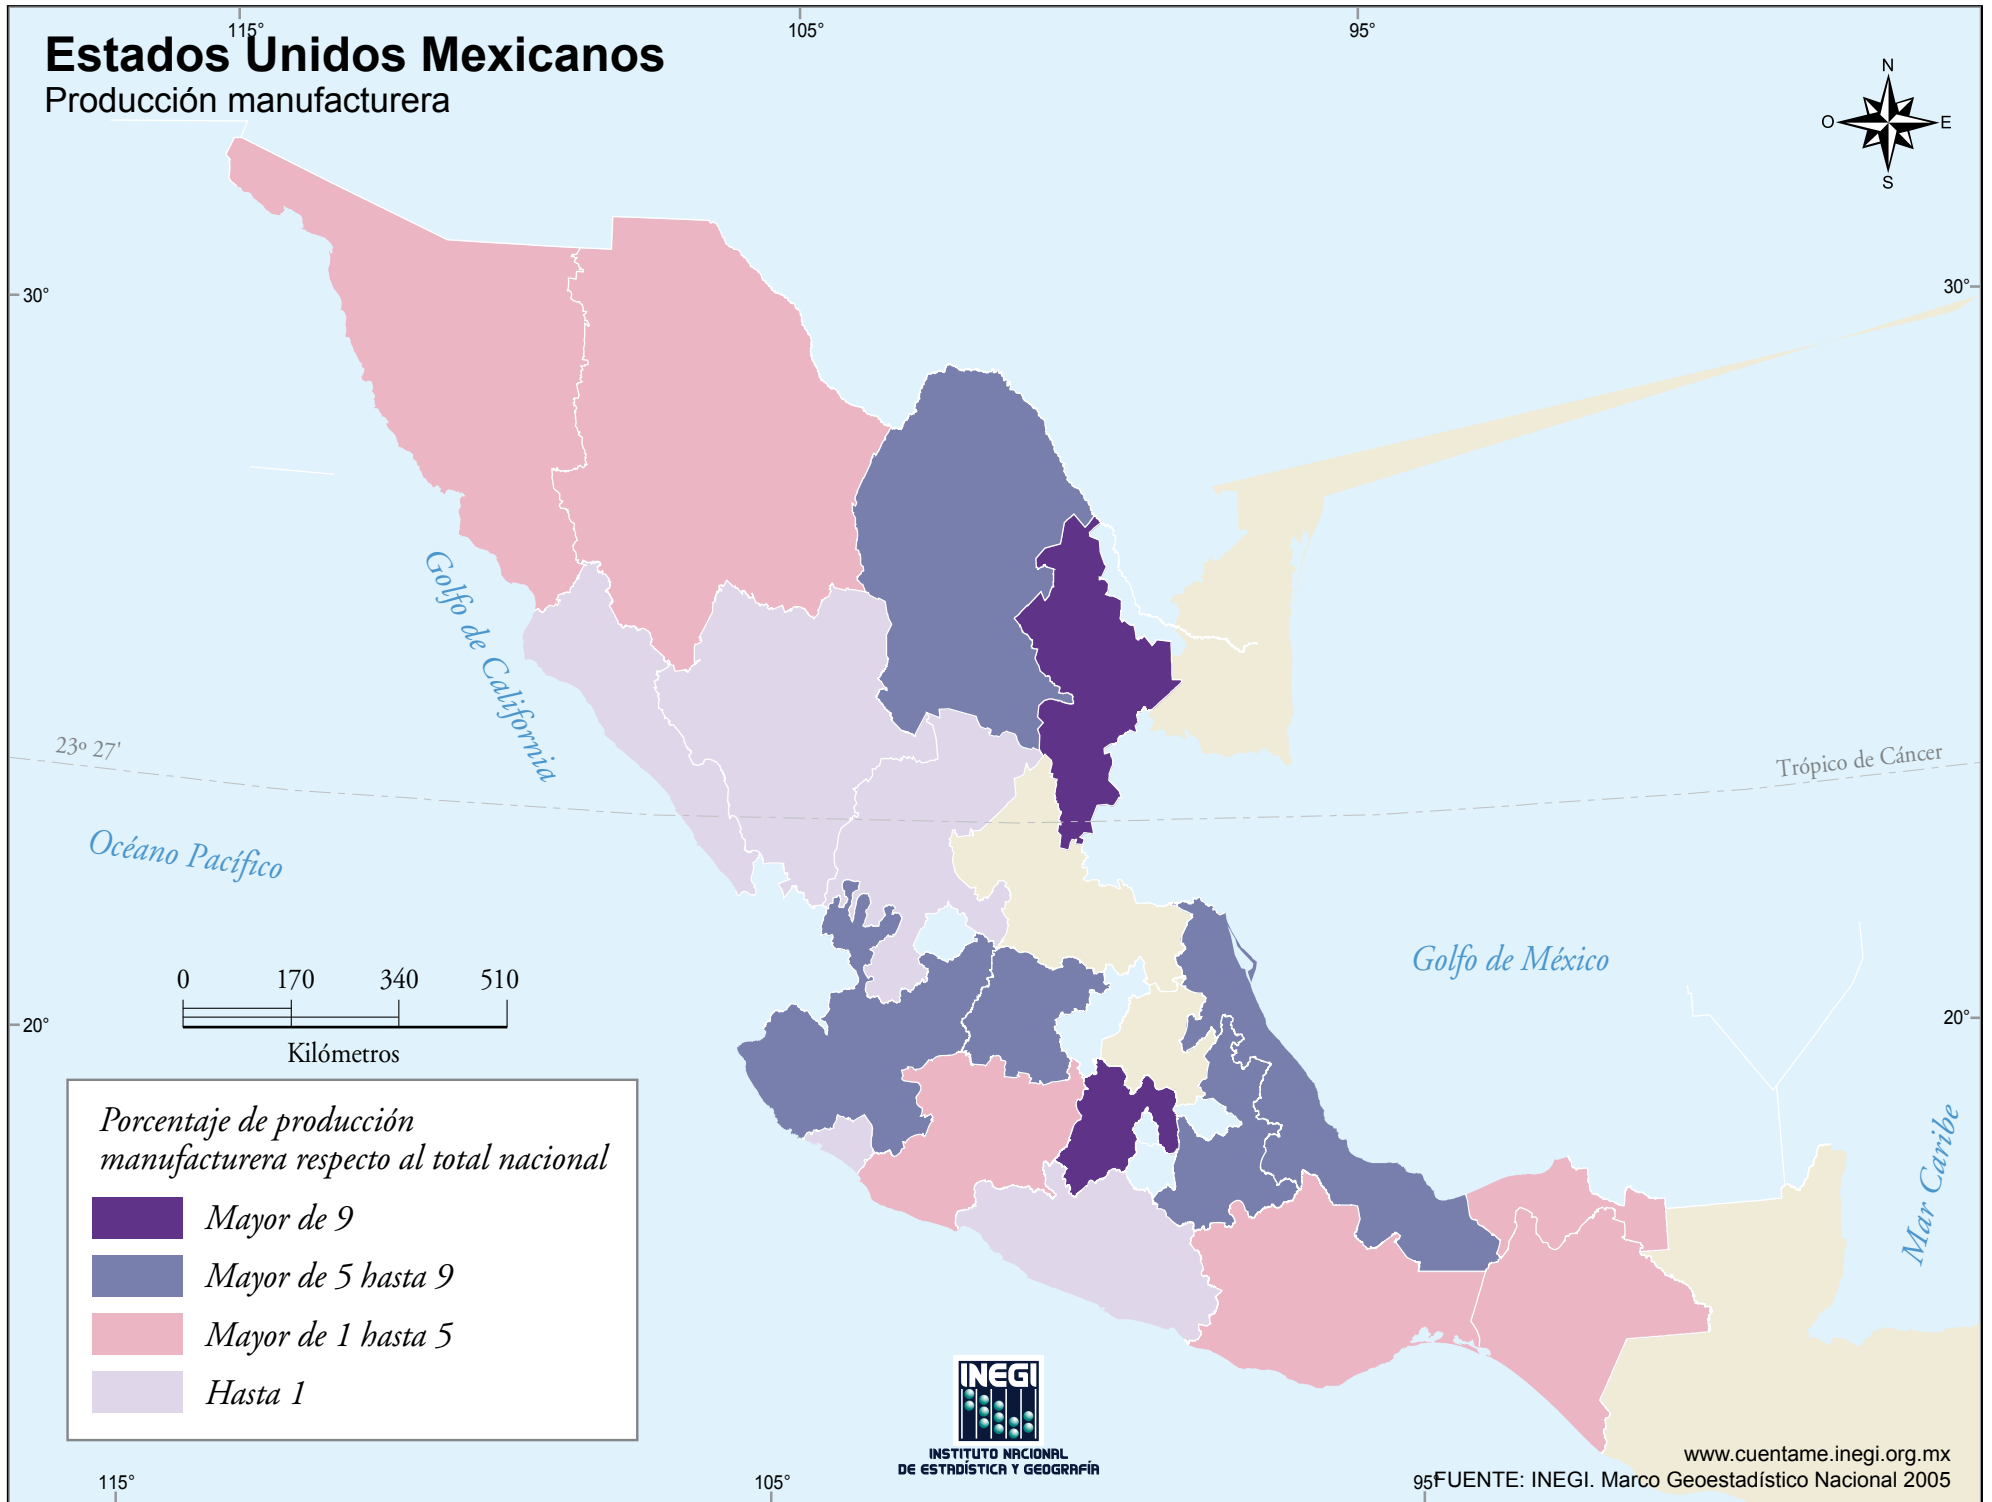 115°
105°
95°
Estados Unidos Mexicanos
Producción manufacturera
N
O
E
S
30°
30°
Golfo de California
23º 27'
Trópico de Cáncer
Océano Pacífico
Golfo de México
0 170 340 510
Kilómetros
20°
20°
Mar Caribe
Porcentaje de producción
manufacturera respecto al total nacional
Mayor de 9
Mayor de 5 hasta 9
Mayor de 1 hasta 5
Hasta 1
INEGI
INSTITUTO NACIONAL
DE ESTADÍSTICA Y GEOGRAFÍA
www.cuentame.inegi.org.mx
FUENTE: INEGI. Marco Geoestadístico Nacional 2005
115°
105°
95°